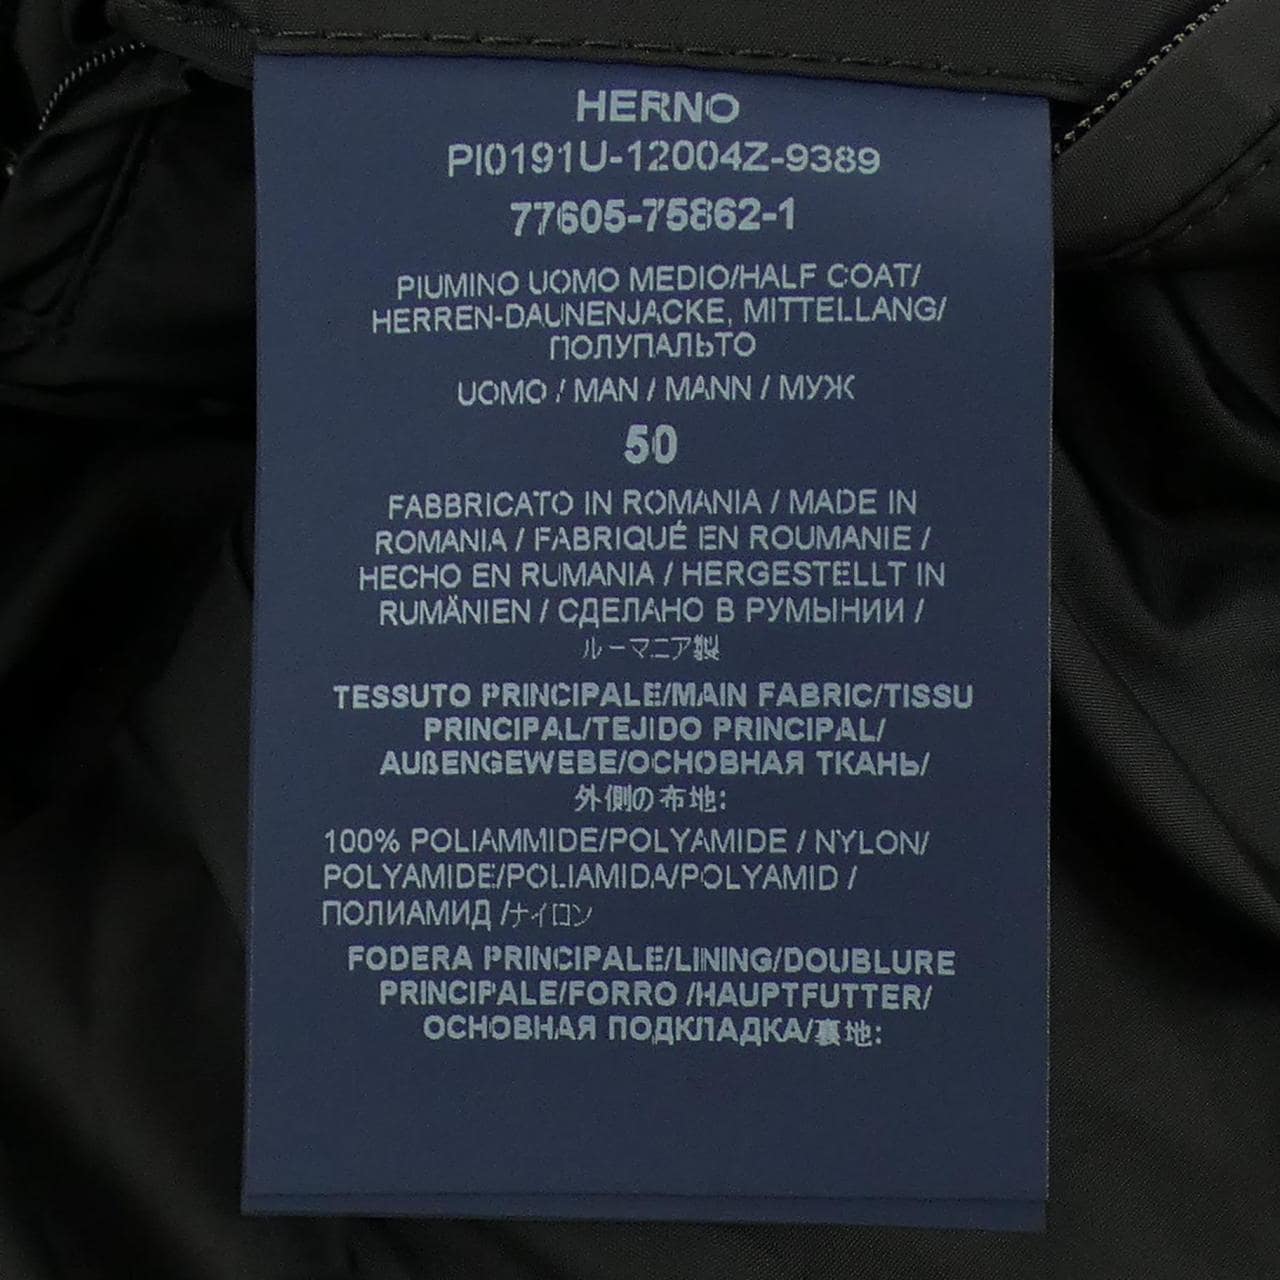 HERNO
PI0191U-12004Z-9389
77605-75862-1
PIUMINO UOMO MEDIO/HALF COAT/
HERREN-DAUNENJACKE, MITTELLANG/
ПОЛУПАЛЬТО
UOMO / MAN / MANN / МУЖ
50
FABBRICATO IN ROMANIA / MADE IN
ROMANIA / FABRIQUÉ EN ROUMANIE /
HECHO EN RUMANIA / HERGESTELLT IN
RUMÄNIEN / СДЕЛАНО В РУМЫНИИ /
ルーマニア製
TESSUTO PRINCIPALE/MAIN FABRIC/TISSU
PRINCIPAL/TEJIDO PRINCIPAL/
AUßENGEWEBE/ОСНОВНАЯ ТКАНЬ/
外側の布地:
100% POLIAMMIDE/POLYAMIDE / NYLON/
POLYAMIDE/POLIAMIDA/POLYAMID /
ПОЛИАМИД /ナイロン
FODERA PRINCIPALE/LINING/DOUBLURE
PRINCIPALE/FORRO /HAUPTFUTTER/
ОСНОВНАЯ ПОДКЛАДКА/裏地: